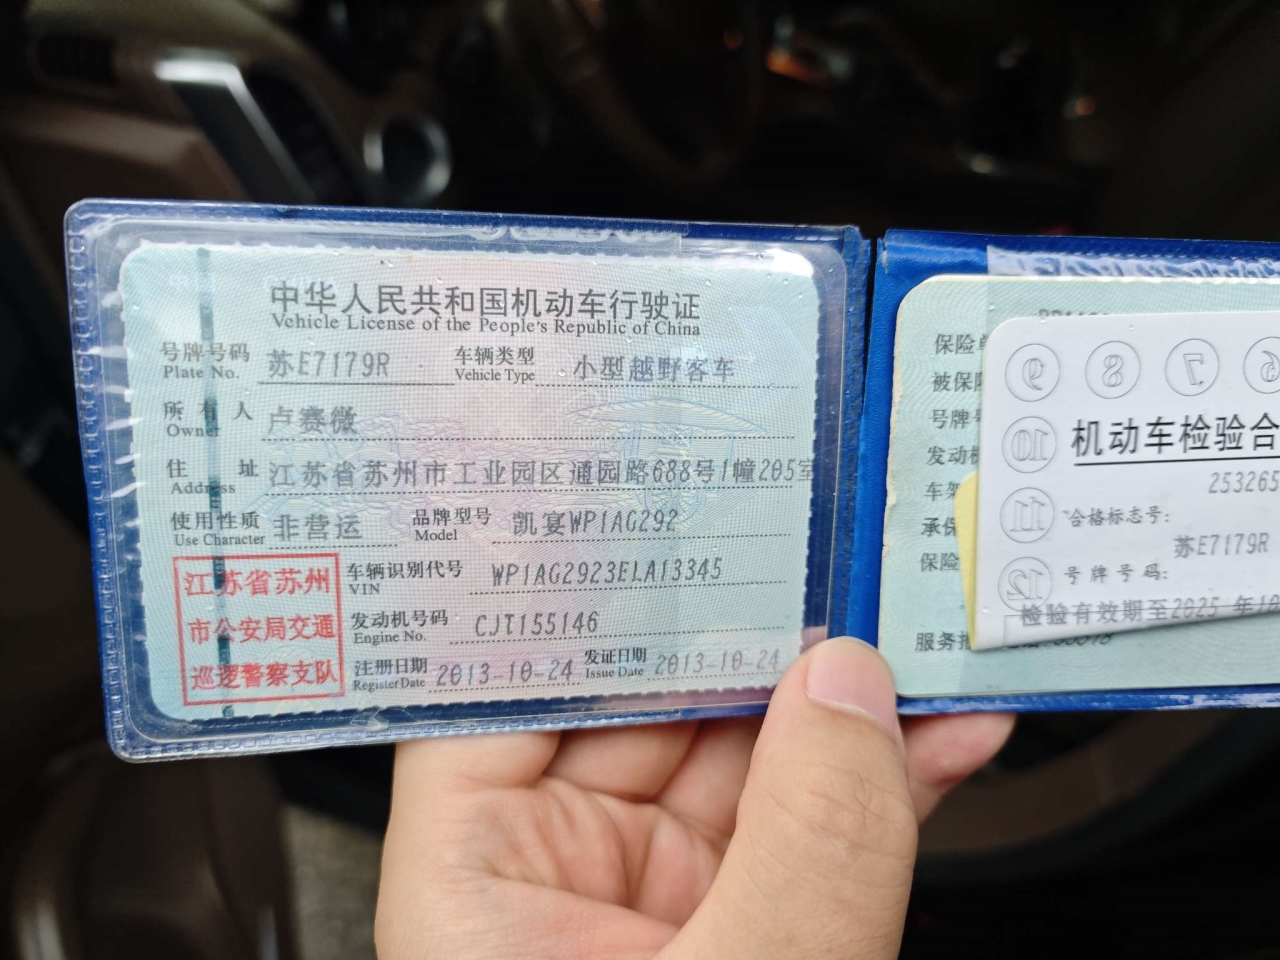 中华人民共和国机动车行驶证
Vehicle License of the People's Republic of China
号牌号码 苏E7179R 车辆类型 小型越野客车
Plate No. Vehicle Type
所有人 卢赛微
Owner
住址 江苏省苏州市工业园区通园路688号1幢205室
Address
使用性质 非营运 品牌型号 凯宴WP1AG292
Use Character Model
江苏省苏州
市公安局交通
巡逻警察支队
车辆识别代号 WP1AG2923ELA13345
VIN
发动机号码 CJT155146
Engine No.
注册日期 2013-10-24 发证日期 2013-10-24
Register Date Issue Date
保险单
被保险
号牌号
发动机
车架
承保
保险
服务报
9 8 7 6
10
11
12
机动车检验合
253265
合格标志号:
苏E7179R
号牌号码:
检验有效期至2025 年10